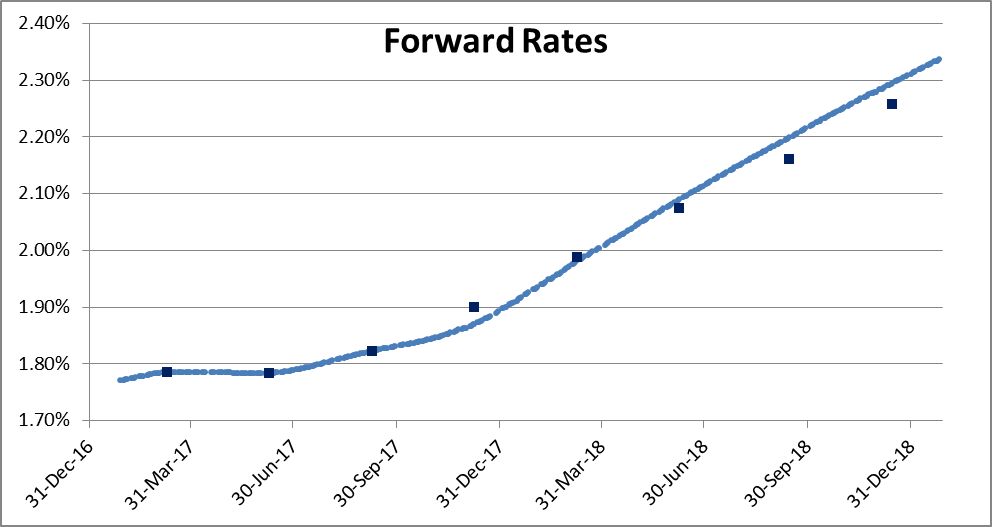 Forward Rates
2.40%
2.30%
2.20%
2.10%
2.00%
1.90%
1.80%
1.70%
31-Dec-16
31-Mar-17
30-Jun-17
30-Sep-17
31-Dec-17
31-Mar-18
30-Jun-18
30-Sep-18
31-Dec-18